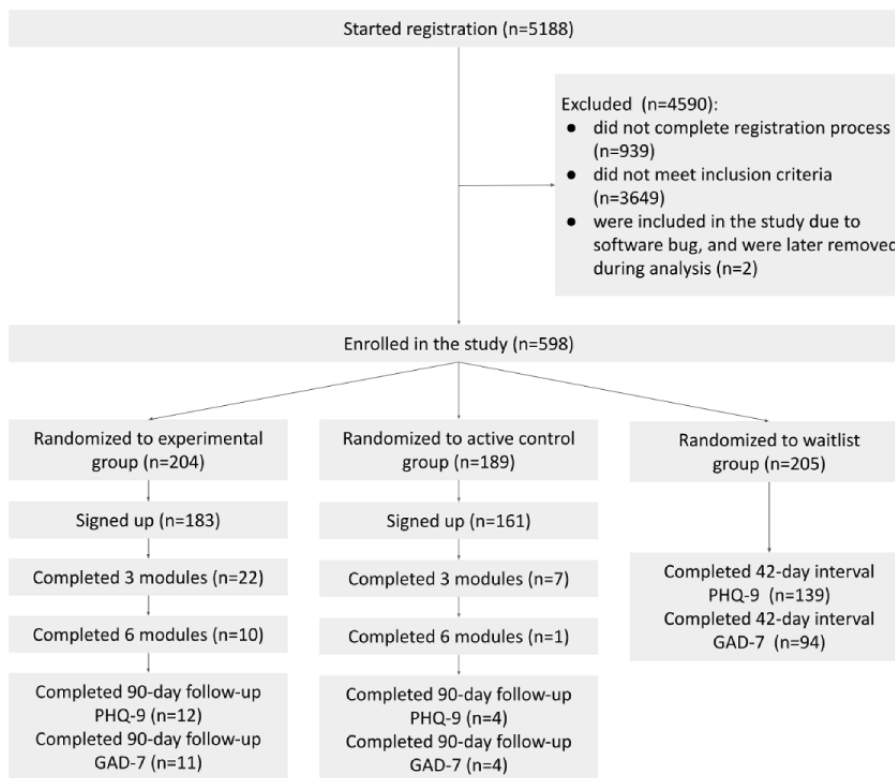 Started registration (n=5188)
Excluded (n=4590):
● did not complete registration process
(n=939)
● did not meet inclusion criteria
(n=3649)
● were included in the study due to
software bug, and were later removed
during analysis (n=2)
Enrolled in the study (n=598)
Randomized to experimental
group (n=204)
Signed up (n=183)
Completed 3 modules (n=22)
Completed 6 modules (n=10)
Completed 90-day follow-up
PHQ-9 (n=12)
Completed 90-day follow-up
GAD-7 (n=11)
Randomized to active control
group (n=189)
Signed up (n=161)
Completed 3 modules (n=7)
Completed 6 modules (n=1)
Completed 90-day follow-up
PHQ-9 (n=4)
Completed 90-day follow-up
GAD-7 (n=4)
Randomized to waitlist
group (n=205)
Completed 42-day interval
PHQ-9 (n=139)
Completed 42-day interval
GAD-7 (n=94)